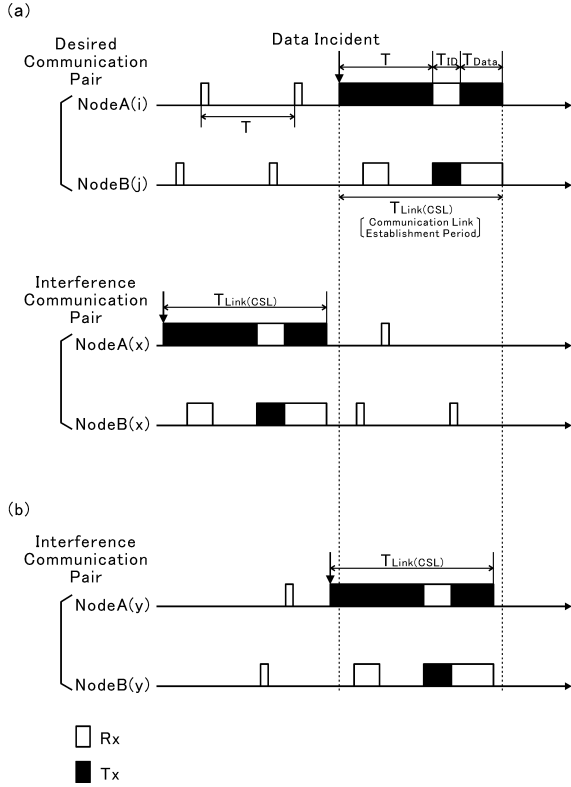 (a)
Desired
Communication
Pair
Data Incident
T
TID
TData
NodeA(i)
T
NodeB(j)
TLink(CSL)
[Communication Link
Establishment Period]
Interference
Communication
Pair
TLink(CSL)
NodeA(x)
NodeB(x)
(b)
Interference
Communication
Pair
TLink(CSL)
NodeA(y)
NodeB(y)
Rx
Tx